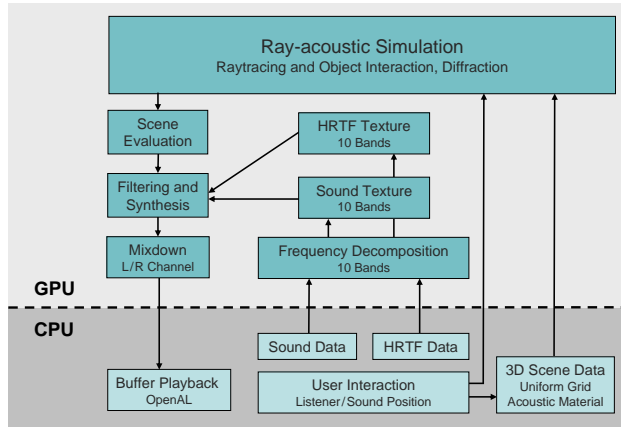 Ray-acoustic Simulation
Raytracing and Object Interaction, Diffraction
Scene
Evaluation
HRTF Texture
10 Bands
Filtering and
Synthesis
Sound Texture
10 Bands
Mixdown
L/R Channel
Frequency Decomposition
10 Bands
GPU
CPU
Sound Data
HRTF Data
Buffer Playback
OpenAL
User Interaction
Listener/Sound Position
3D Scene Data
Uniform Grid
Acoustic Material